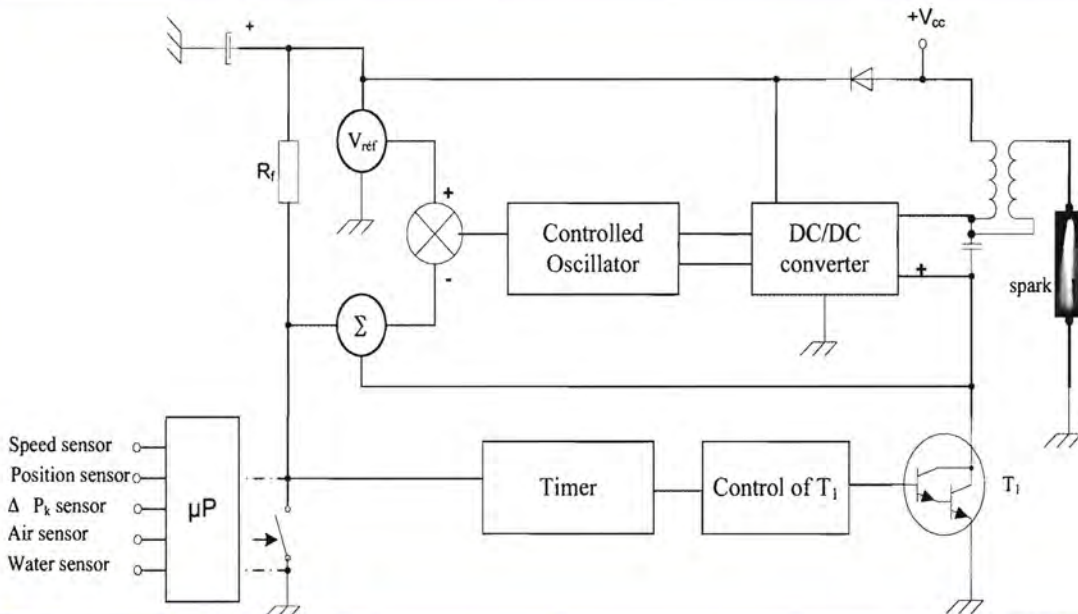 +
+Vcc
Vréf
Rf
+
-
Controlled
Oscillator
DC/DC
converter
+
spark
Σ
Speed sensor
Position sensor
Δ Pk sensor
Air sensor
Water sensor
μP
Timer
Control of T1
T1